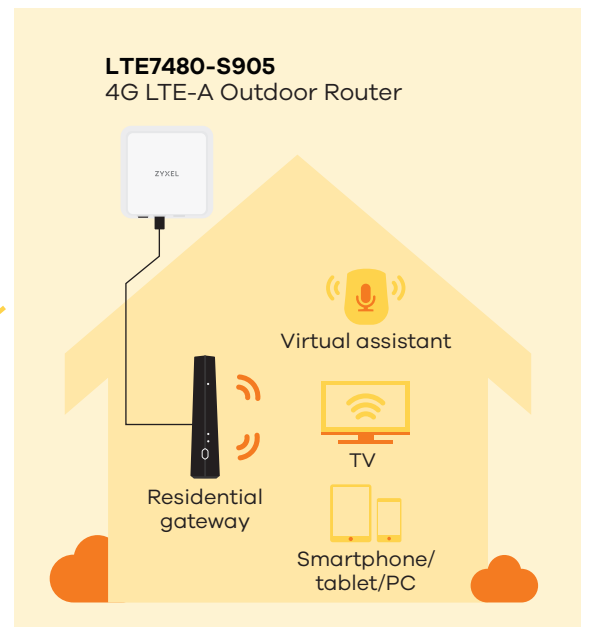 LTE7480-S905
4G LTE-A Outdoor Router
ZYXEL
Virtual assistant
TV
Residential
gateway
Smartphone/
tablet/PC